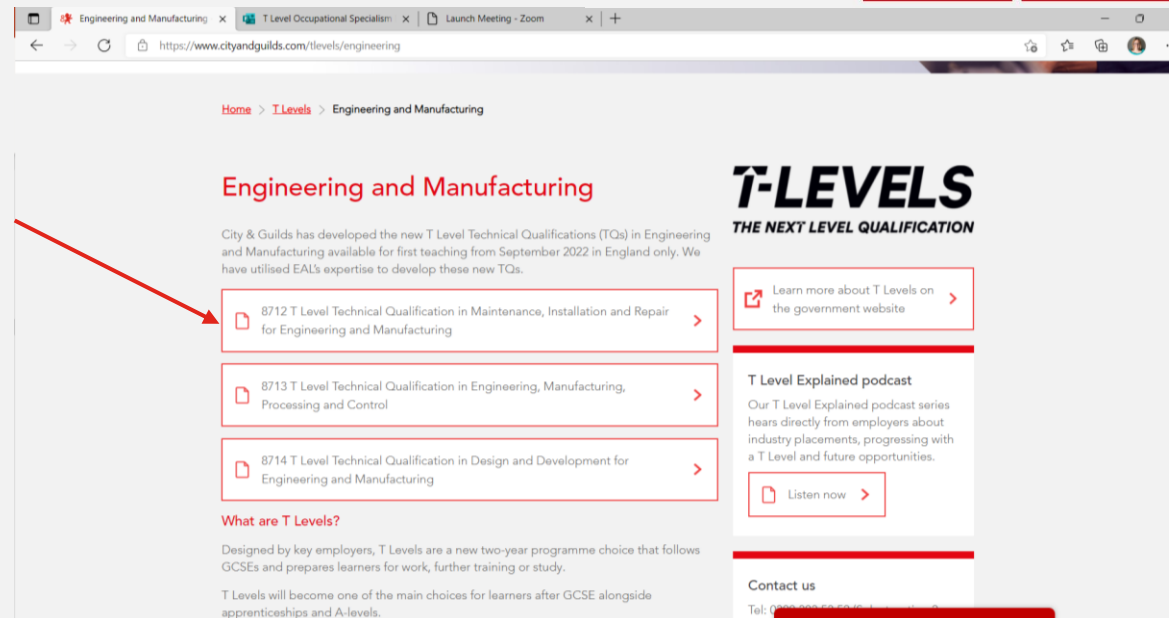 Engineering and Manufacturing
T Level Occupational Specialism
Launch Meeting - Zoom
https://www.cityandguilds.com/tlevels/engineering
Home > T Levels > Engineering and Manufacturing
Engineering and Manufacturing
City & Guilds has developed the new T Level Technical Qualifications (TQs) in Engineering
and Manufacturing available for first teaching from September 2022 in England only. We
have utilised EAL's expertise to develop these new TQs.
8712 T Level Technical Qualification in Maintenance, Installation and Repair
for Engineering and Manufacturing
8713 T Level Technical Qualification in Engineering, Manufacturing,
Processing and Control
8714 T Level Technical Qualification in Design and Development for
Engineering and Manufacturing
What are T Levels?
Designed by key employers, T Levels are a new two-year programme choice that follows
GCSEs and prepares learners for work, further training or study.
T Levels will become one of the main choices for learners after GCSE alongside
apprenticeships and A-levels.
T-LEVELS
THE NEXT LEVEL QUALIFICATION
Learn more about T Levels on
the government website
T Level Explained podcast
Our T Level Explained podcast series
hears directly from employers about
industry placements, progressing with
a T Level and future opportunities.
Listen now
Contact us
Tel: